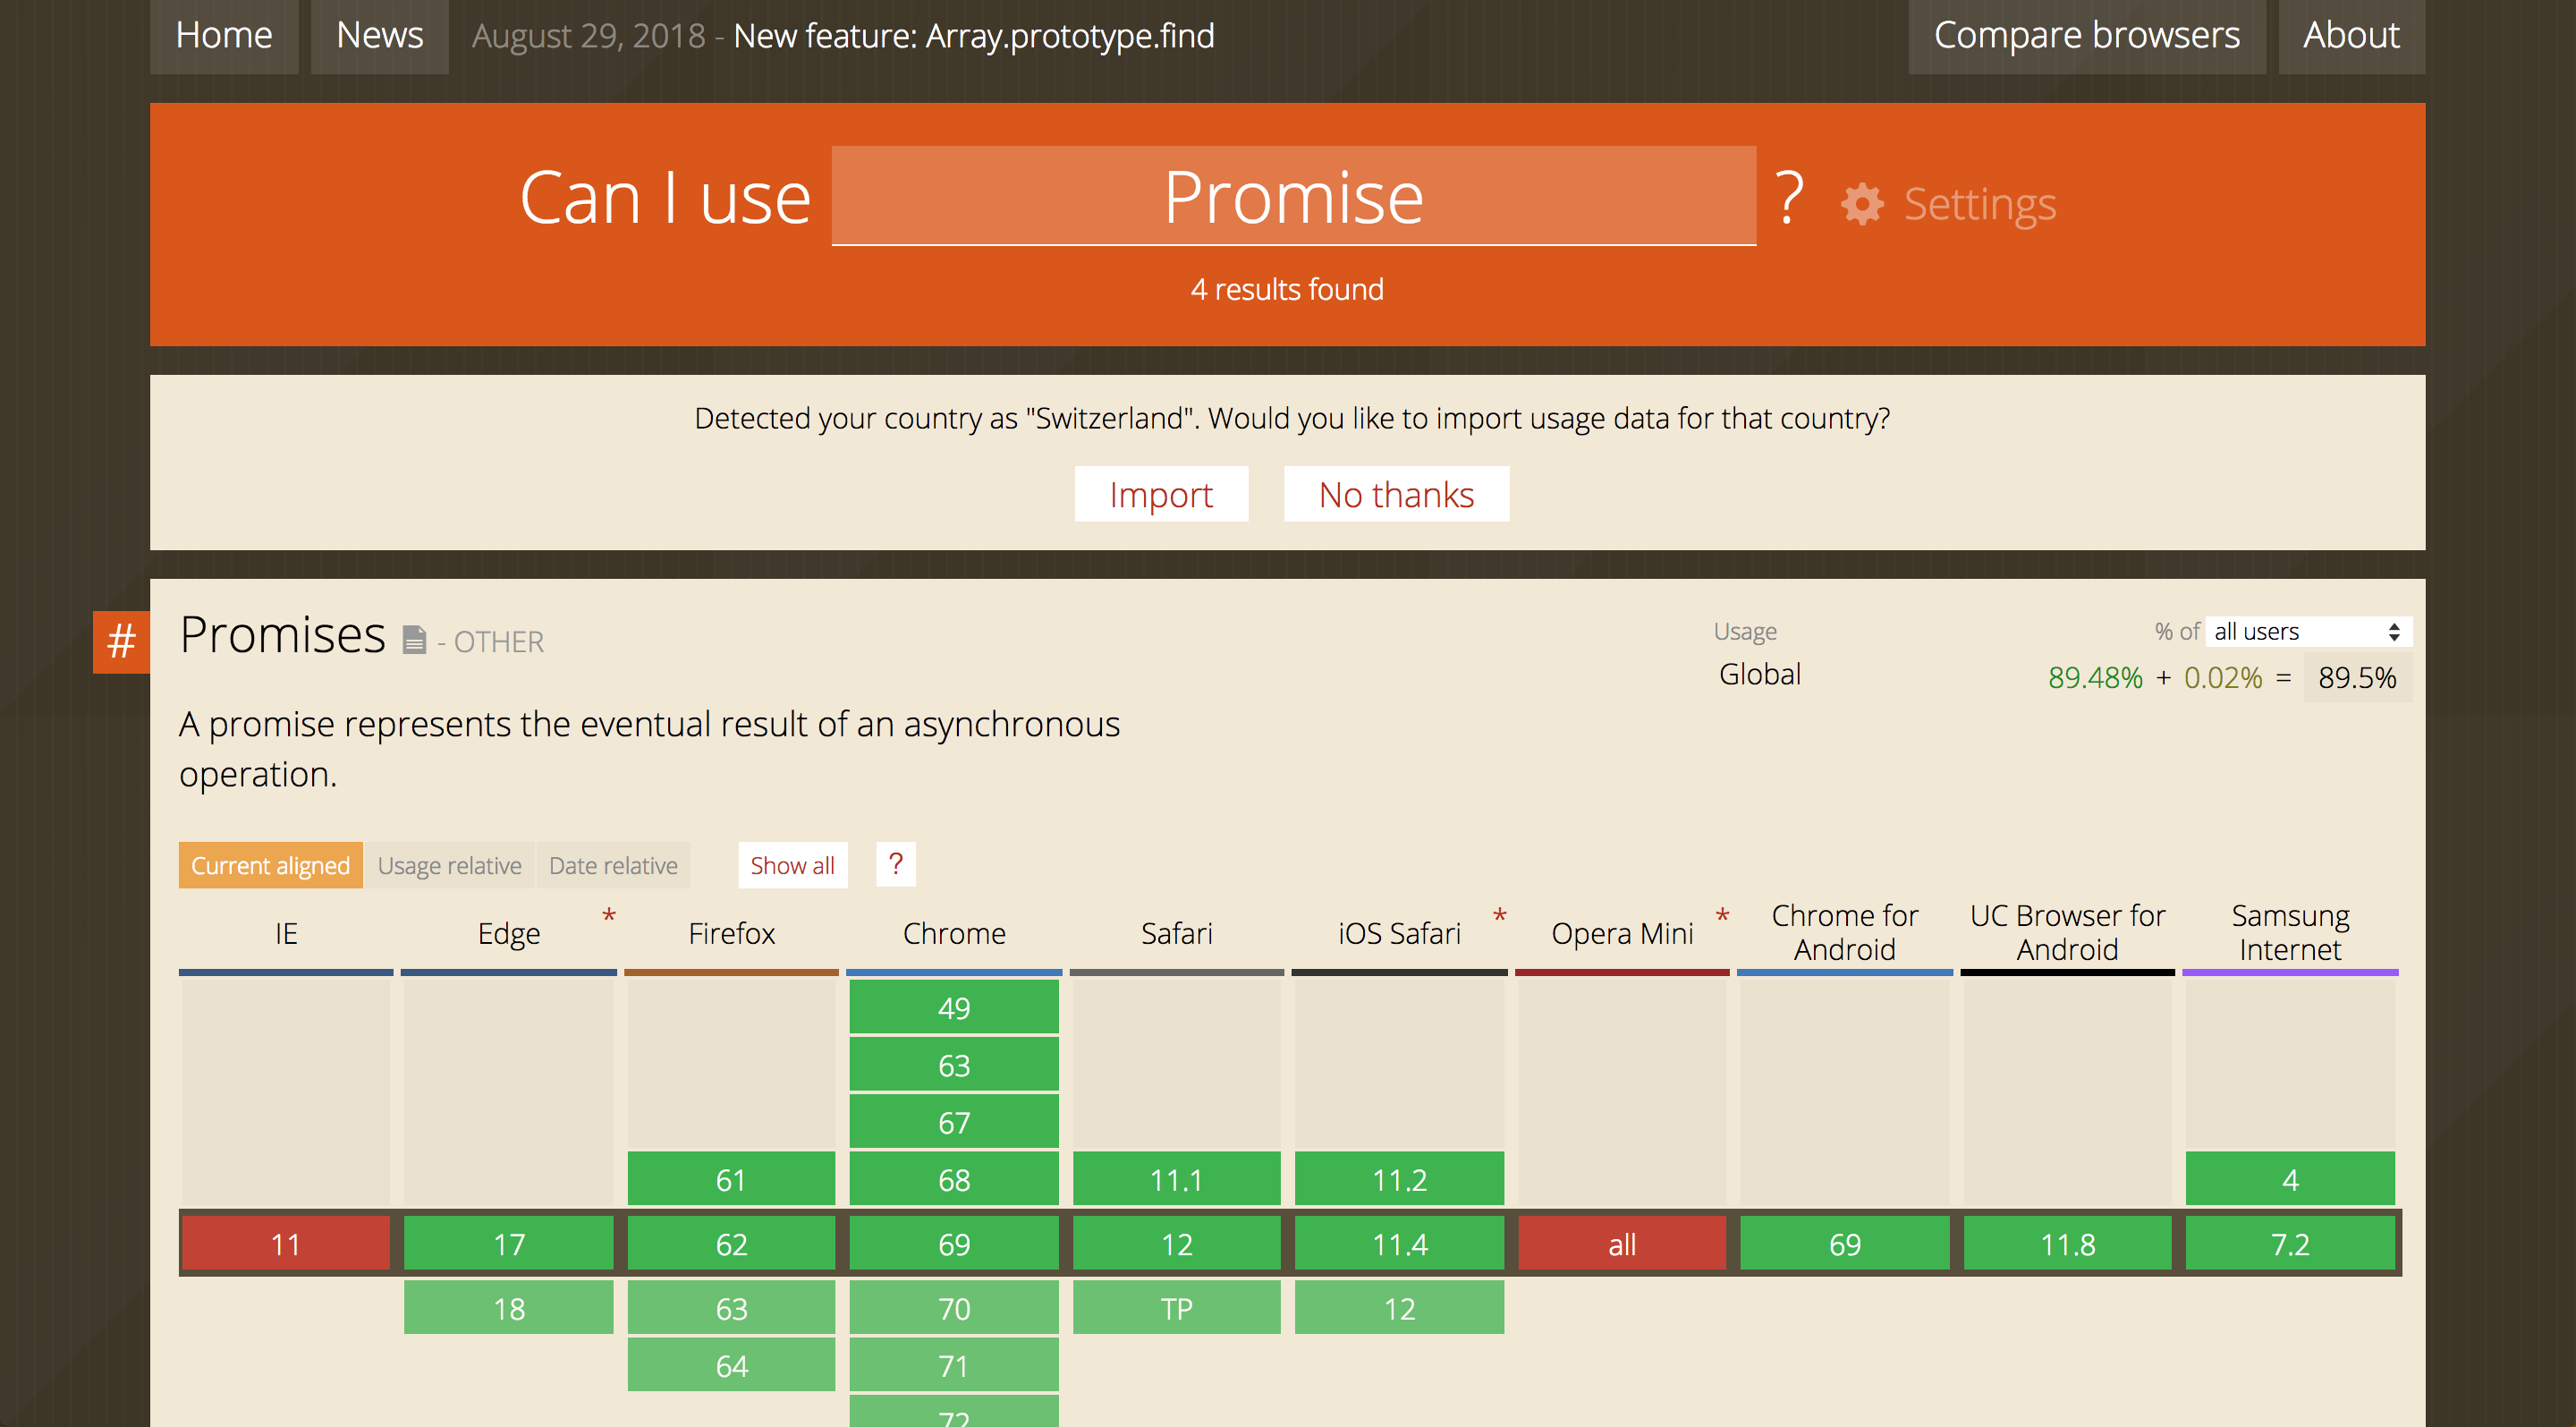 Home News August 29, 2018 - New feature: Array.prototype.find Compare browsers About
Can I use Promise ? Settings
4 results found
Detected your country as "Switzerland". Would you like to import usage data for that country?
Import No thanks
# Promises - OTHER
Usage % of all users
Global 89.48% + 0.02% = 89.5%
A promise represents the eventual result of an asynchronous
operation.
Current aligned Usage relative Date relative Show all ?
IE Edge * Firefox Chrome Safari iOS Safari * Opera Mini * Chrome for Android UC Browser for Android Samsung Internet
49
63
67
61 68 11.1 11.2 4
11 17 62 69 12 11.4 all 69 11.8 7.2
18 63 70 TP 12
64 71
72